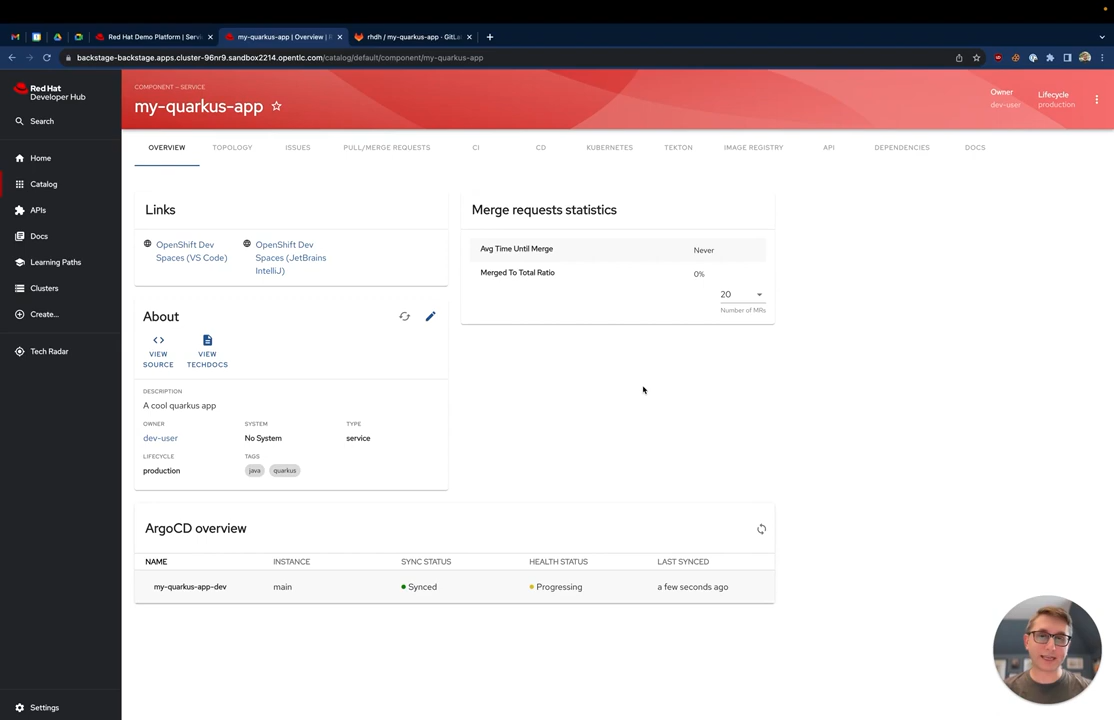 Red Hat Demo Platform | Servi
my-quarkus-app | Overview | R
rhdh / my-quarkus-app · GitLa
backstage-backstage.apps.cluster-96nr9.sandbox2214.opentlc.com/catalog/default/component/my-quarkus-app
Red Hat
Developer Hub
Search
Home
Catalog
APIs
Docs
Learning Paths
Clusters
Create...
Tech Radar
Settings
COMPONENT — SERVICE
my-quarkus-app
Owner
dev-user
Lifecycle
production
OVERVIEW TOPOLOGY ISSUES PULL/MERGE REQUESTS CI CD KUBERNETES TEKTON IMAGE REGISTRY API DEPENDENCIES DOCS
Links
OpenShift Dev
Spaces (VS Code)
OpenShift Dev
Spaces (JetBrains
IntelliJ)
About
VIEW
SOURCE
VIEW
TECHDOCS
DESCRIPTION
A cool quarkus app
OWNER SYSTEM TYPE
dev-user No System service
LIFECYCLE TAGS
production java quarkus
Merge requests statistics
Avg Time Until Merge Never
Merged To Total Ratio 0%
20
Number of MRs
ArgoCD overview
NAME INSTANCE SYNC STATUS HEALTH STATUS LAST SYNCED
my-quarkus-app-dev main Synced Progressing a few seconds ago